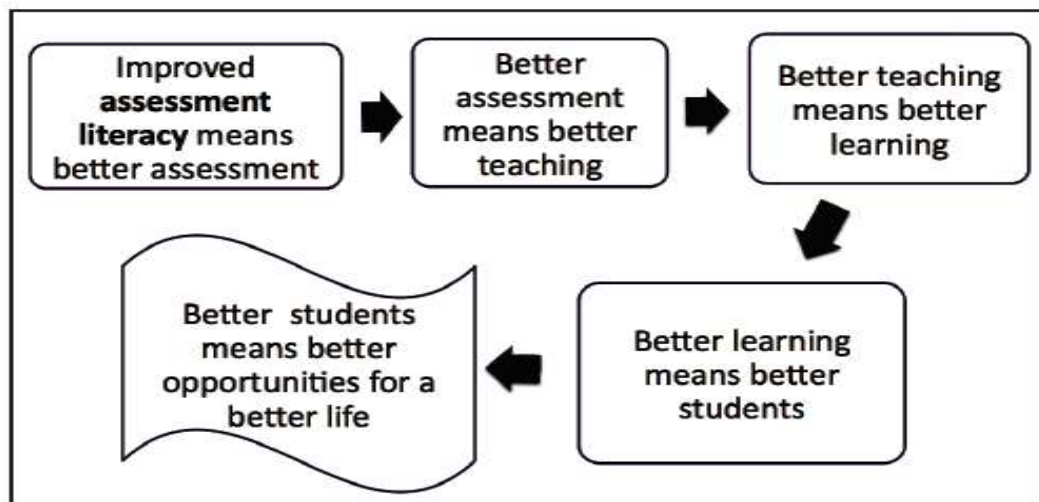 Improved
assessment
literacy means
better assessment
Better
assessment
means better
teaching
Better teaching
means better
learning
Better learning
means better
students
Better students
means better
opportunities for a
better life